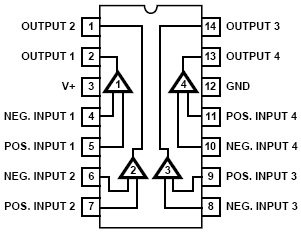 OUTPUT 2 1 14 OUTPUT 3
OUTPUT 1 2 13 OUTPUT 4
V+ 3 1 4 12 GND
NEG. INPUT 1 4 11 POS. INPUT 4
POS. INPUT 1 5 10 NEG. INPUT 4
NEG. INPUT 2 6 2 3 9 POS. INPUT 3
POS. INPUT 2 7 8 NEG. INPUT 3